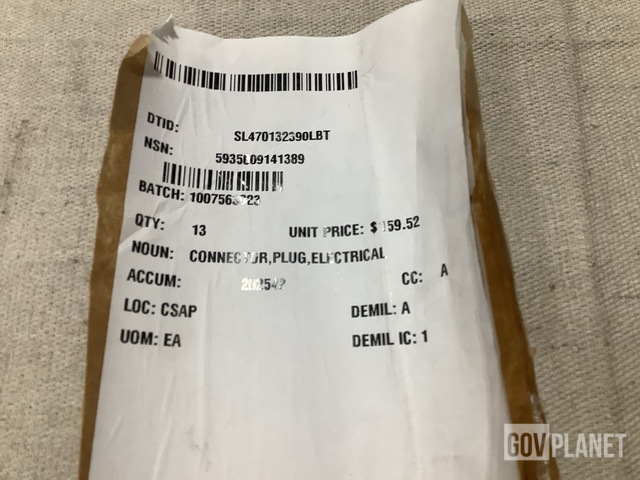 DTID: SL470132390LBT
NSN: 5935L09141389
BATCH:
QTY: 13 UNIT PRICE:
NOUN: CONNECTOR,PLUG,ELECTRICAL
ACCUM: CC: A
LOC: CSAP DEMIL: A
UOM: EA DEMIL IC: 1
GOVPLANET